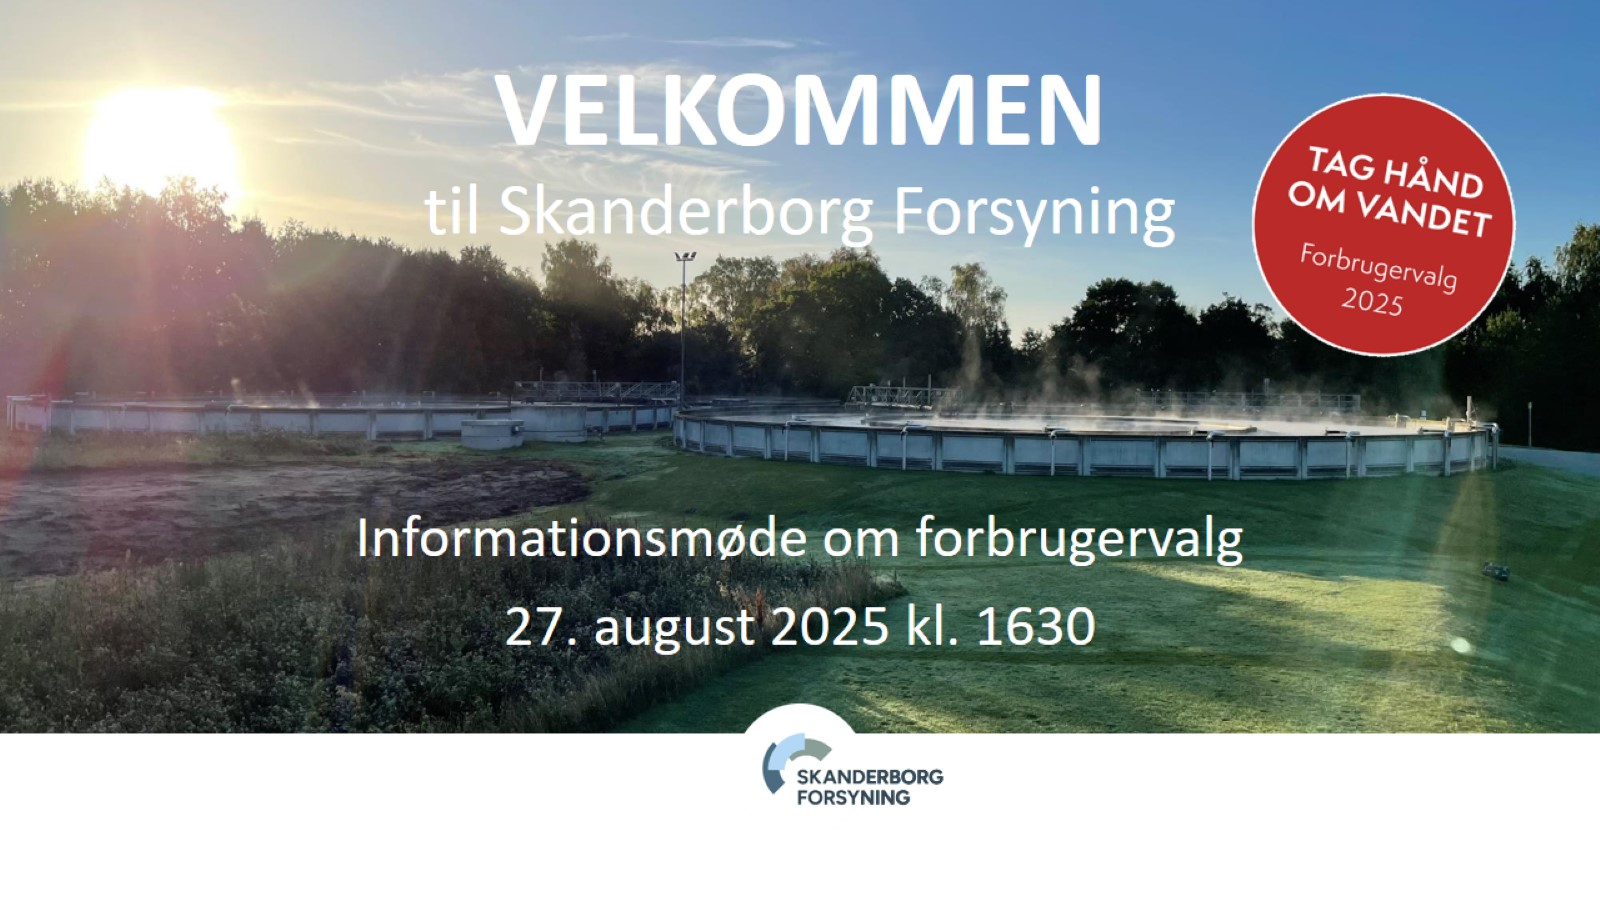 VELKOMMEN
til Skanderborg Forsyning
TAG HÅND
OM VANDET
Forbrugervalg
2025
Informationsmøde om forbrugervalg
27. august 2025 kl. 1630
SKANDERBORG
FORSYNING